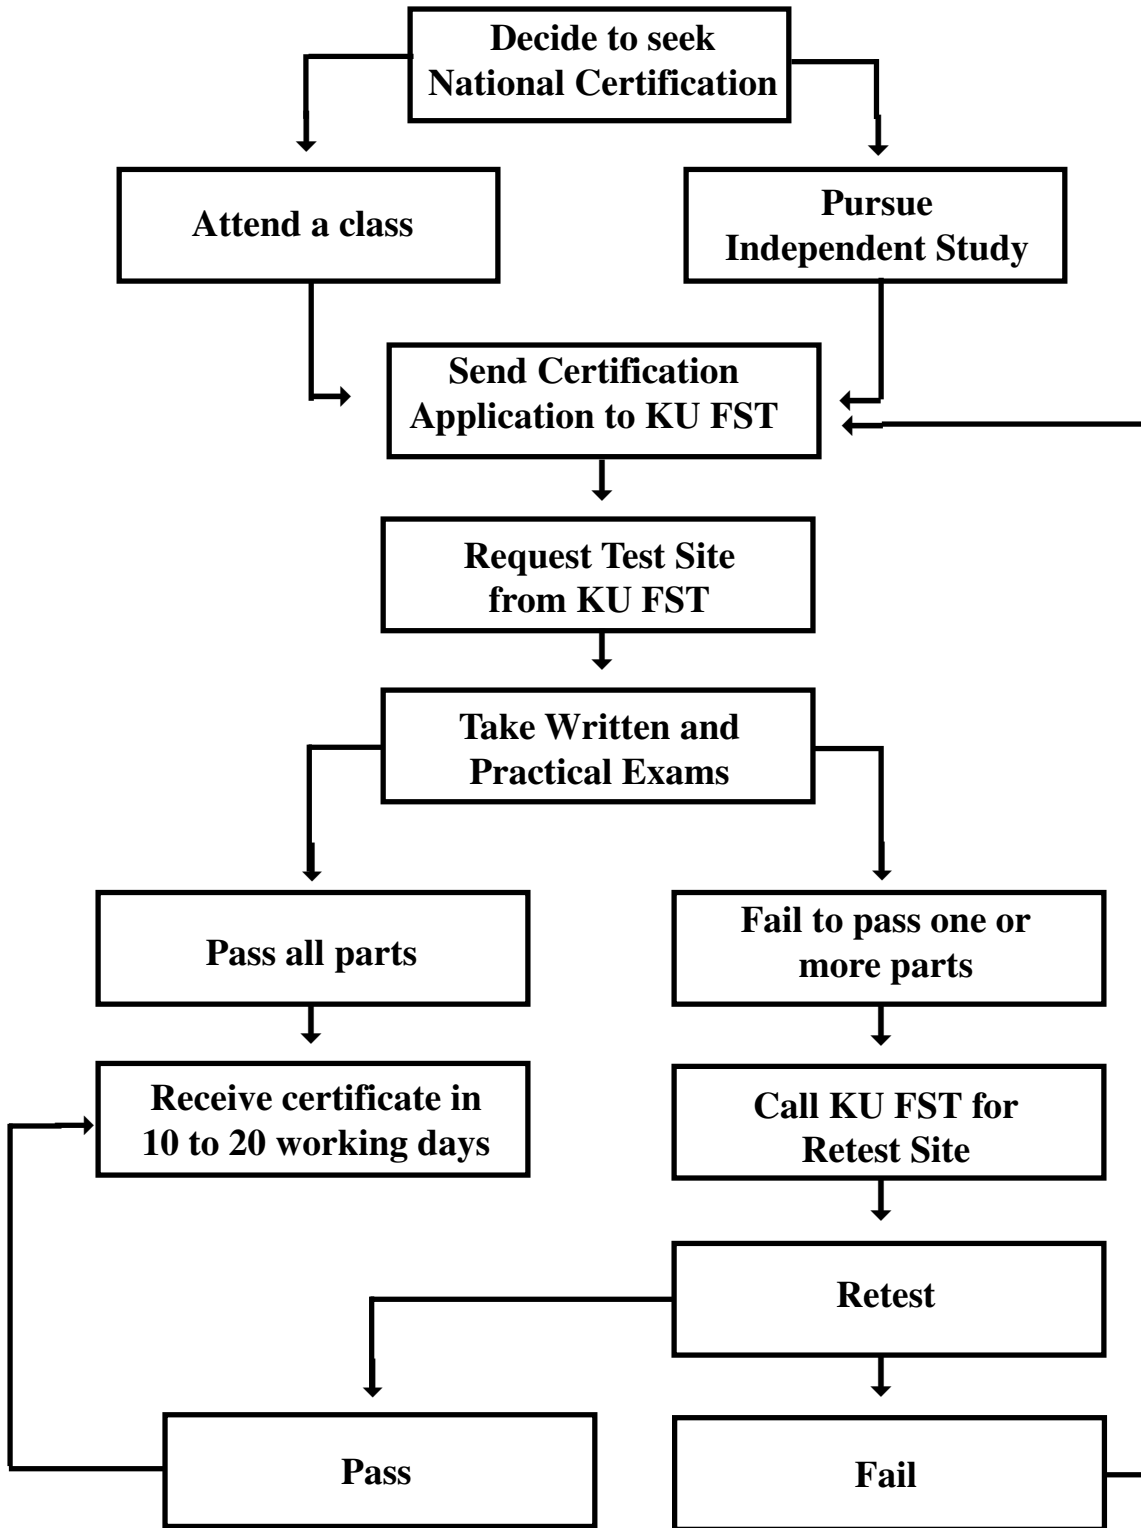 Decide to seek
National Certification
Attend a class
Pursue
Independent Study
Send Certification
Application to KU FST
Request Test Site
from KU FST
Take Written and
Practical Exams
Pass all parts
Fail to pass one or
more parts
Receive certificate in
10 to 20 working days
Call KU FST for
Retest Site
Retest
Pass
Fail